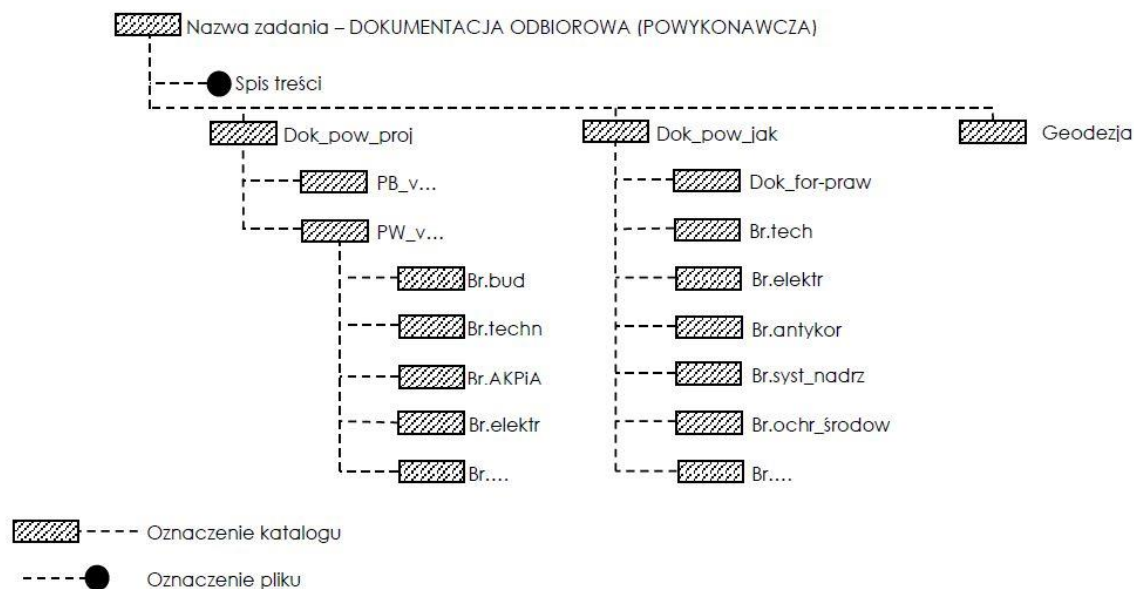 Nazwa zadania – DOKUMENTACJA ODBIOROWA (POWYKONAWCZA)
Spis treści
Dok_pow_proj
Dok_pow_jak
Geodezja
PB_v...
Dok_for-praw
PW_v...
Br.tech
Br.bud
Br.elektr
Br.techn
Br.antykor
Br.AKPiA
Br.syst_nadrz
Br.elektr
Br.ochr_środow
Br....
Br....
Oznaczenie katalogu
Oznaczenie pliku